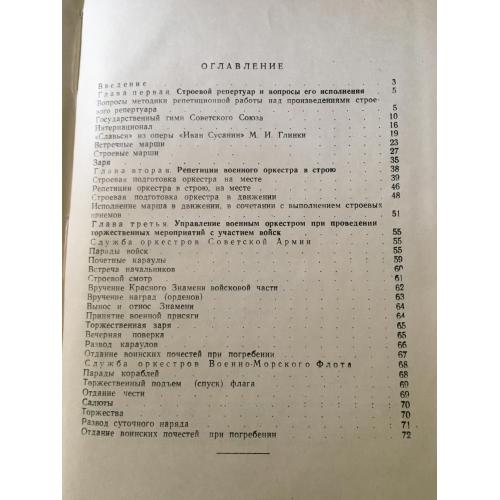 ОГЛАВЛЕНИЕ
Введение 3
Глава первая. Строевой репертуар и вопросы его исполнения 5
Вопросы методики репетиционной работы над произведениями строе-
вого репертуара 5
Государственный гимн Советского Союза 10
Интернационал 16
«Славься» из оперы «Иван Сусанин» М. И. Глинки 19
Встречные марши 23
Строевые марши 27
Заря 35
Глава вторая. Репетиции военного оркестра в строю 38
Строевая подготовка оркестра на месте 39
Репетиции оркестра в строю, на месте 46
Строевая подготовка оркестра в движении 48
Исполнение марша в движении, в сочетании с выполнением строевых
приемов 51
Глава третья. Управление военным оркестром при проведении
торжественных мероприятий с участием войск 55
Служба оркестров Советской Армии 55
Парады войск 55
Почетные караулы 59
Встреча начальников 60
Строевой смотр 61
Вручение Красного Знамени войсковой части 62
Вручение наград (орденов) 63
Вынос и относ Знамени 64
Принятие военной присяги 64
Торжественная заря 65
Вечерняя поверка 65
Развод караулов 66
Отдание воинских почестей при погребении 67
Служба оркестров Военно-Морского Флота 68
Парады кораблей 68
Торжественный подъем (спуск) флага 69
Отдание чести 69
Салюты 70
Торжества 70
Развод суточного наряда 71
Отдание воинских почестей при погребении 72